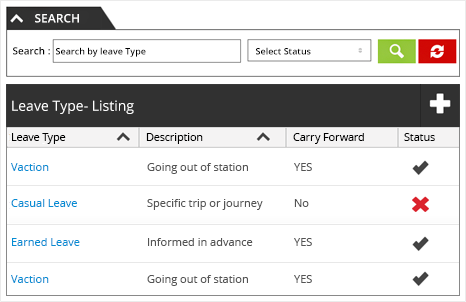 SEARCH
Search : Search by leave Type Select Status
Leave Type- Listing
Leave Type Description Carry Forward Status
Vaction Going out of station YES
Casual Leave Specific trip or journey No
Earned Leave Informed in advance YES
Vaction Going out of station YES